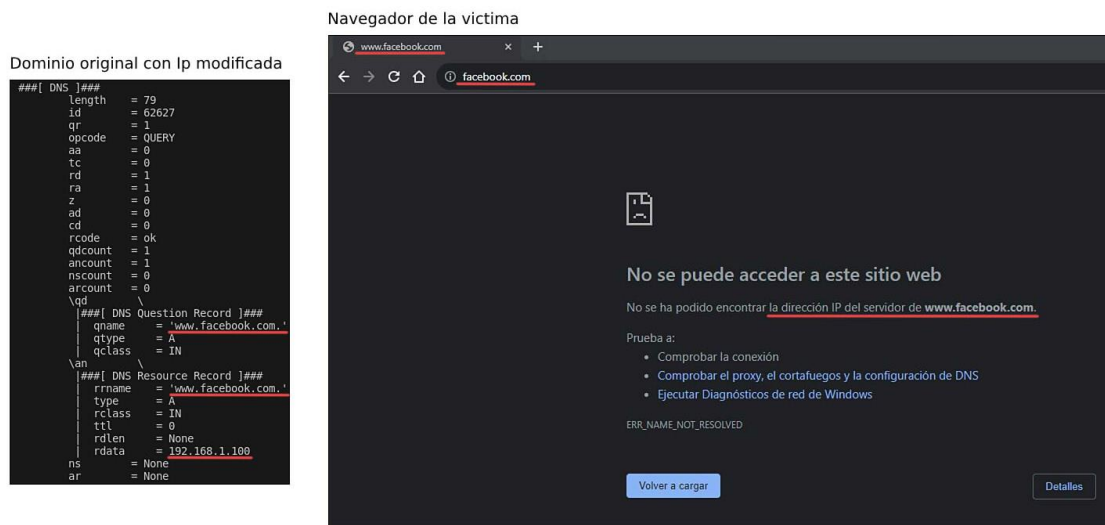 Navegador de la victima
Dominio original con Ip modificada
###[ DNS ]###
length = 79
id = 62627
qr = 1
opcode = QUERY
aa = 0
tc = 0
rd = 1
ra = 1
z = 0
ad = 0
cd = 0
rcode = ok
qdcount = 1
ancount = 1
nscount = 0
arcount = 0
\qd \
|###[ DNS Question Record ]###
| qname = 'www.facebook.com.'
| qtype = A
| qclass = IN
\an \
|###[ DNS Resource Record ]###
| rrname = 'www.facebook.com.'
| type = A
| rclass = IN
| ttl = 0
| rdlen = None
| rdata = 192.168.1.100
ns = None
ar = None
www.facebook.com
facebook.com
No se puede acceder a este sitio web
No se ha podido encontrar la dirección IP del servidor de www.facebook.com.
Prueba a:
• Comprobar la conexión
• Comprobar el proxy, el cortafuegos y la configuración de DNS
• Ejecutar Diagnósticos de red de Windows
ERR_NAME_NOT_RESOLVED
Volver a cargar
Detalles